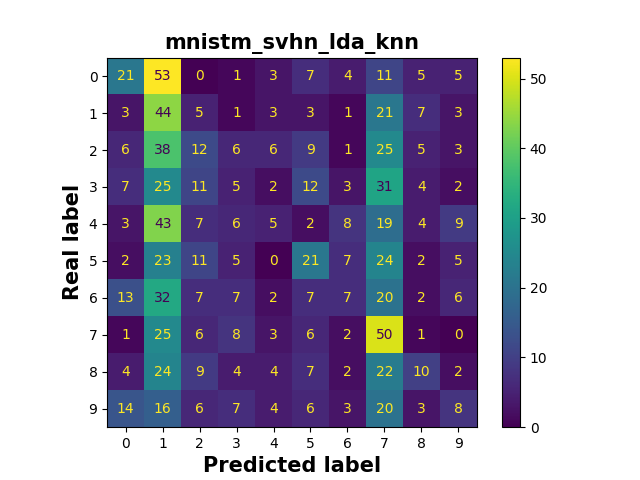 mnistm_svhn_lda_knn
Real label
0 21 53 0 1 3 7 4 11 5 5
1 3 44 5 1 3 3 1 21 7 3
2 6 38 12 6 6 9 1 25 5 3
3 7 25 11 5 2 12 3 31 4 2
4 3 43 7 6 5 2 8 19 4 9
5 2 23 11 5 0 21 7 24 2 5
6 13 32 7 7 2 7 7 20 2 6
7 1 25 6 8 3 6 2 50 1 0
8 4 24 9 4 4 7 2 22 10 2
9 14 16 6 7 4 6 3 20 3 8
0 1 2 3 4 5 6 7 8 9
Predicted label
50
40
30
20
10
0